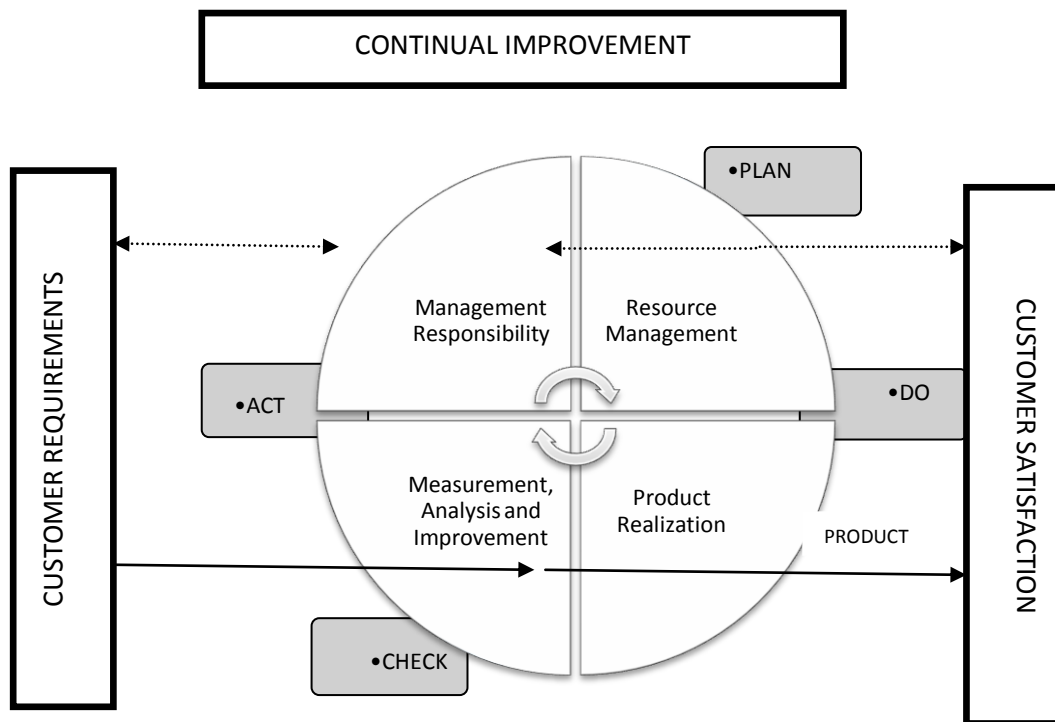 CONTINUAL IMPROVEMENT
•PLAN
CUSTOMER REQUIREMENTS
Management
Responsibility
Resource
Management
CUSTOMER SATISFACTION
•ACT
•DO
Measurement,
Analysis and
Improvement
Product
Realization
PRODUCT
•CHECK